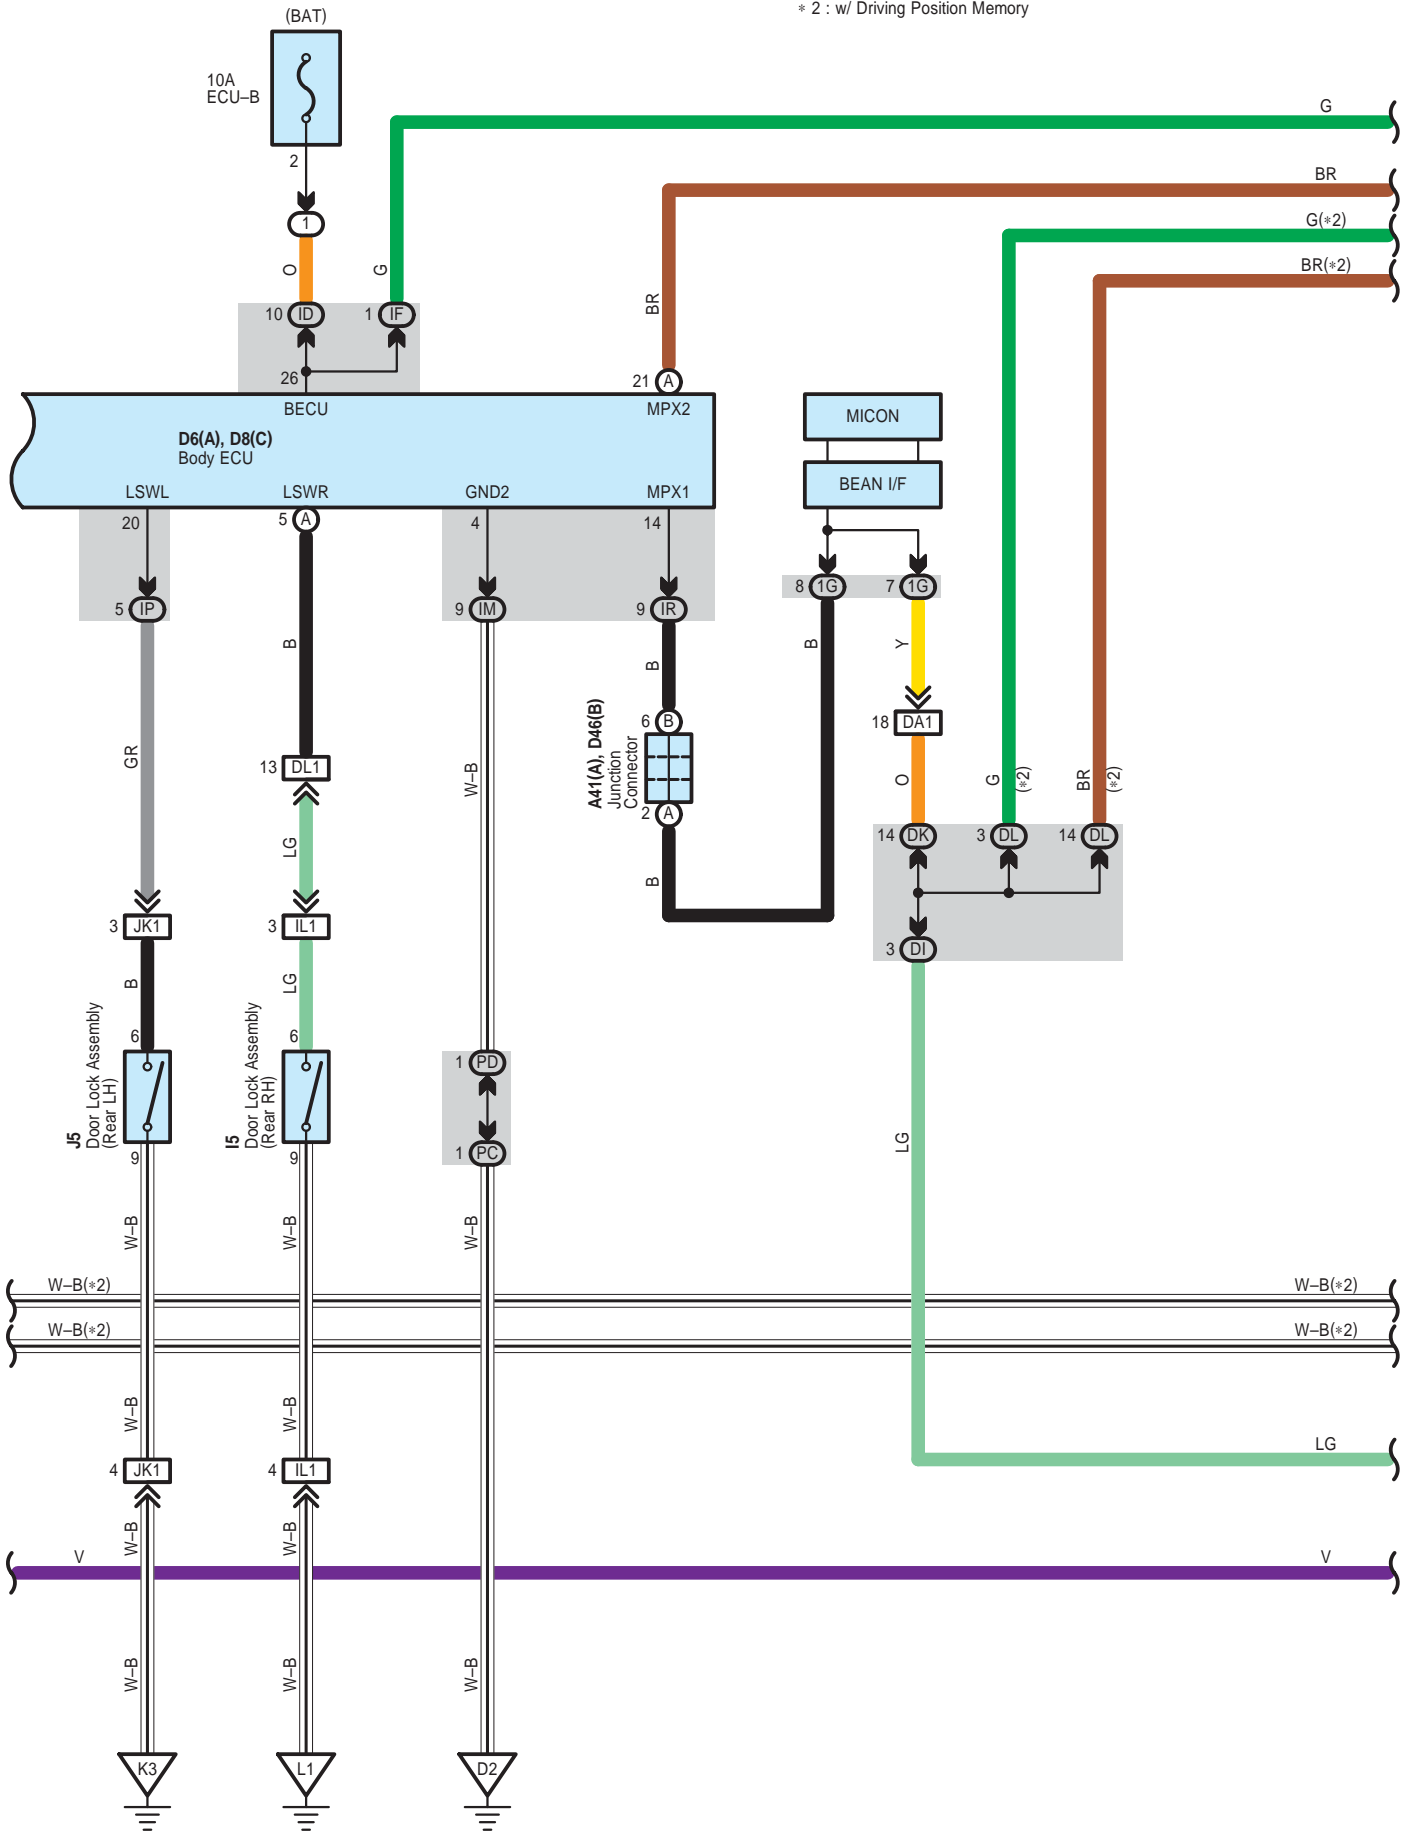 * 2 : w/ Driving Position Memory
(BAT)
10A
ECU–B
2
1
O
G
10 ID
1 IF
26
G
BR
G(*2)
BR(*2)
BR
21 A
BECU
MPX2
D6(A), D8(C)
Body ECU
LSWL
LSWR
GND2
MPX1
MICON
BEAN I/F
20
5 A
4
14
5 IP
9 IM
9 IR
8 1G
7 1G
B
B
B
Y
GR
W–B
6 B
A41(A), D46(B)
Junction
Connector
2 A
B
18 DA1
O
G
(*2)
BR
(*2)
13 DL1
LG
14 DK
3 DL
14 DL
3 DI
3 JK1
3 IL1
B
LG
6
6
J5
Door Lock Assembly
(Rear LH)
I5
Door Lock Assembly
(Rear RH)
9
9
1 PD
1 PC
LG
W–B
W–B
W–B
W–B(*2)
W–B(*2)
W–B(*2)
W–B(*2)
W–B
W–B
LG
4 JK1
4 IL1
W–B
W–B
V
V
W–B
W–B
W–B
K3
L1
D2